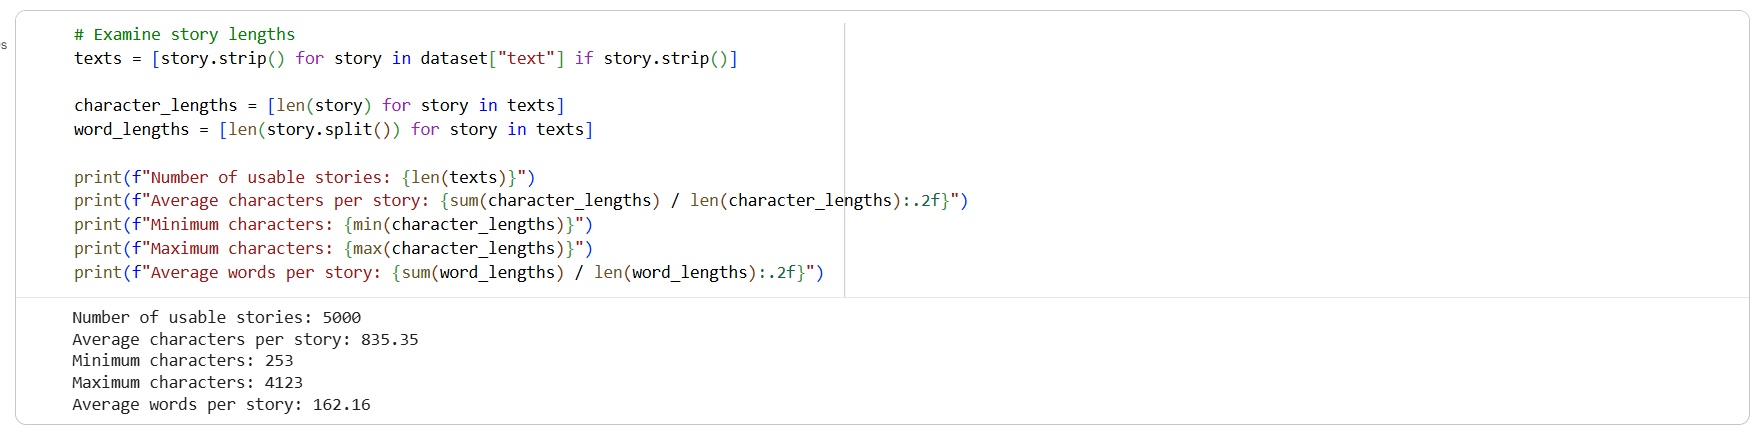 s
# Examine story lengths
texts = [story.strip() for story in dataset["text"] if story.strip()]
character_lengths = [len(story) for story in texts]
word_lengths = [len(story.split()) for story in texts]
print(f"Number of usable stories: {len(texts)}")
print(f"Average characters per story: {sum(character_lengths) / len(character_lengths):.2f}")
print(f"Minimum characters: {min(character_lengths)}")
print(f"Maximum characters: {max(character_lengths)}")
print(f"Average words per story: {sum(word_lengths) / len(word_lengths):.2f}")
Number of usable stories: 5000
Average characters per story: 835.35
Minimum characters: 253
Maximum characters: 4123
Average words per story: 162.16